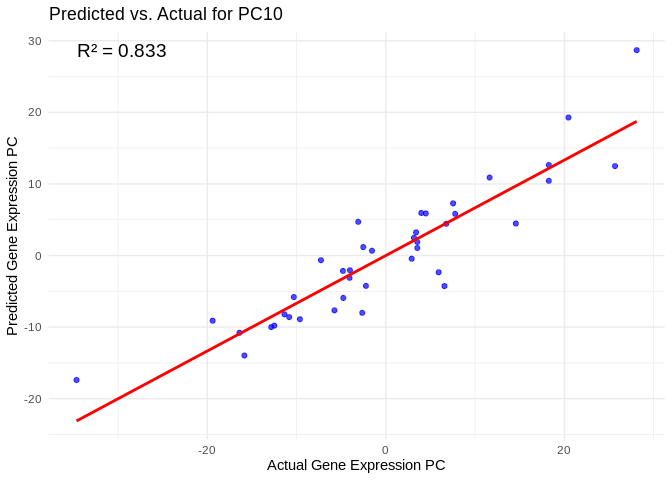 Predicted vs. Actual for PC10
R² = 0.833
30
20
10
0
-10
-20
Predicted Gene Expression PC
-20
0
20
Actual Gene Expression PC